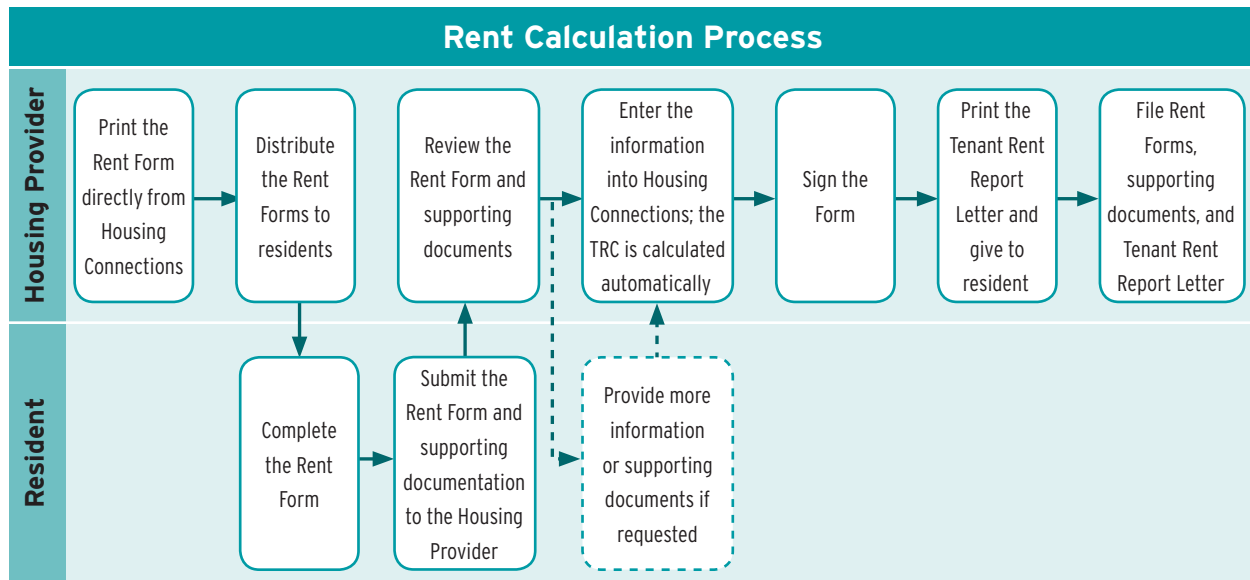 Rent Calculation Process
Housing Provider
Print the
Rent Form
directly from
Housing
Connections
Distribute
the Rent
Forms to
residents
Review the
Rent Form and
supporting
documents
Enter the
information
into Housing
Connections; the
TRC is calculated
automatically
Sign the
Form
Print the
Tenant Rent
Report
Letter and
give to
resident
File Rent
Forms,
supporting
documents, and
Tenant Rent
Report Letter
Resident
Complete
the Rent
Form
Submit the
Rent Form and
supporting
documentation
to the Housing
Provider
Provide more
information
or supporting
documents if
requested